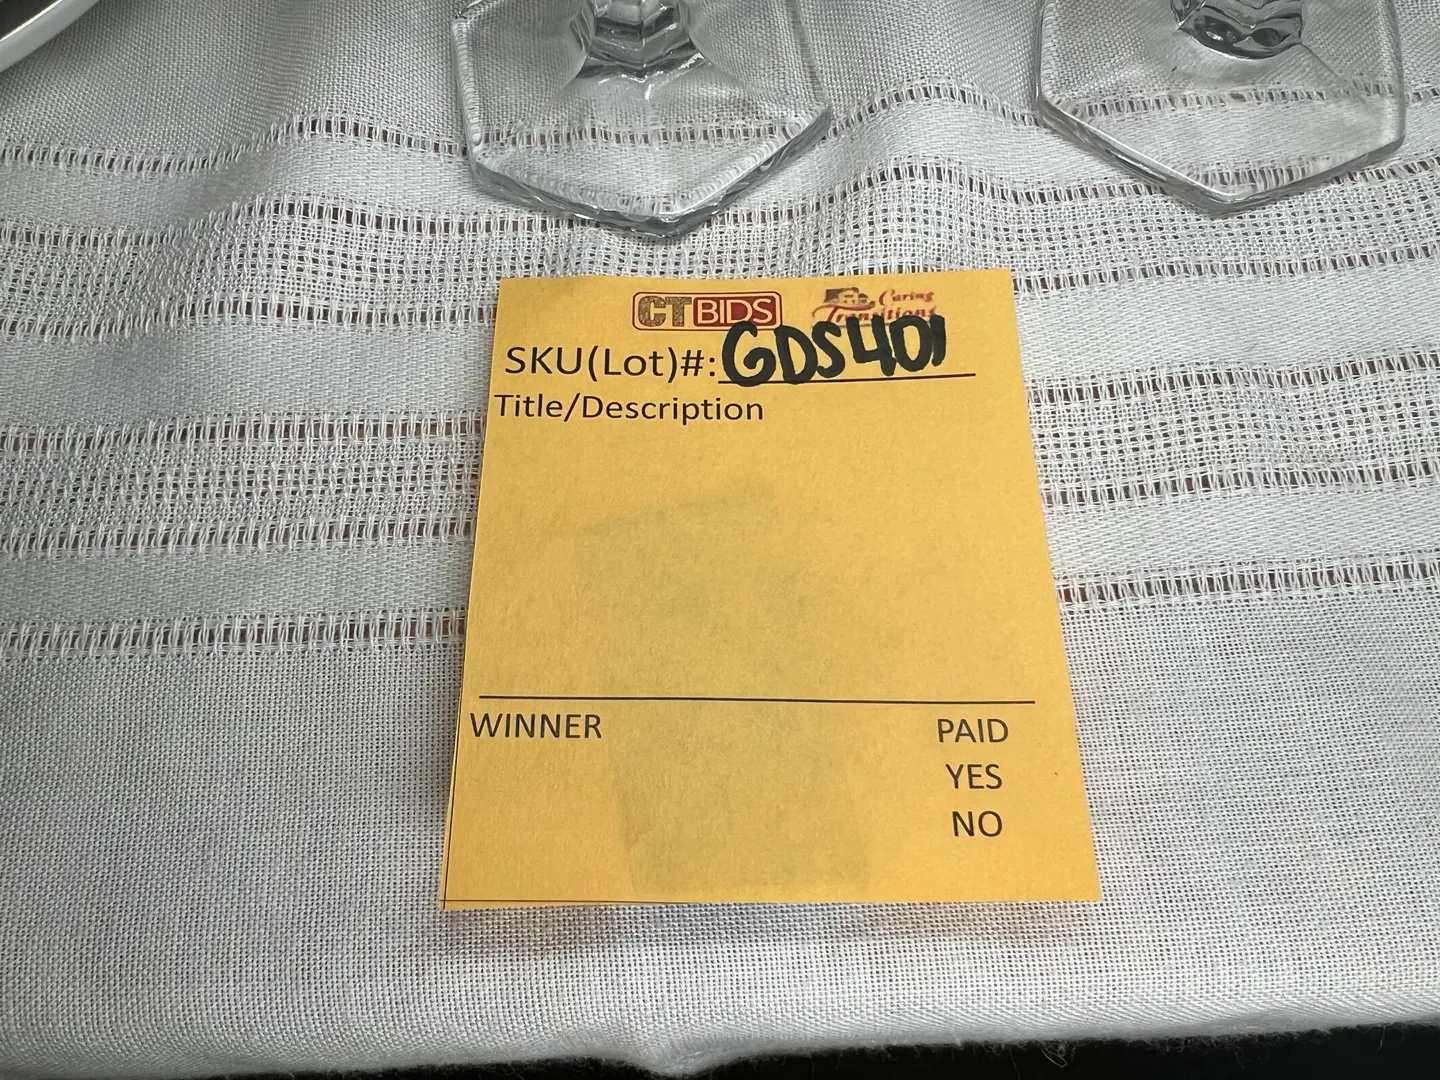 CTBIDS Caring Transitions
SKU(Lot)#: GDS401
Title/Description
WINNER PAID
YES
NO